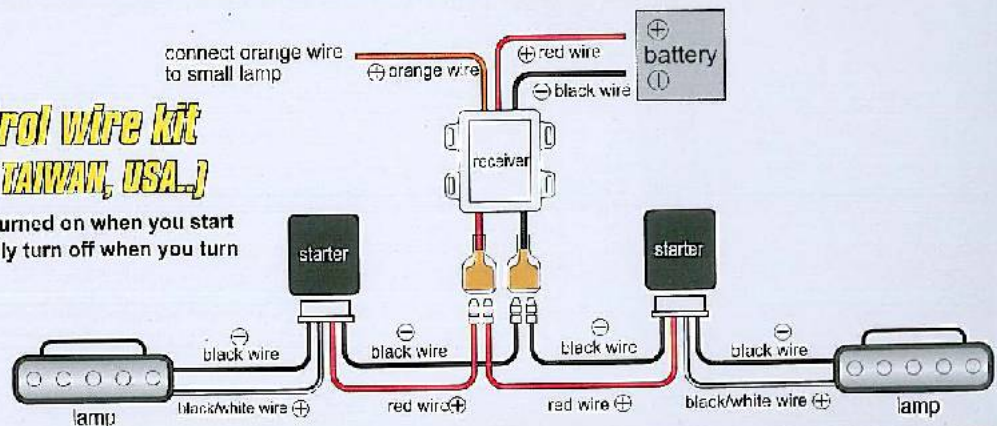 connect orange wire
to small lamp
⊕ orange wire
⊕ red wire
⊖ black wire
⊕
battery
⊖
rol wire kit
TAIWAN, USA..)
urned on when you start
ly turn off when you turn
receiver
starter
starter
⊖
black wire
⊖
black wire
⊖
black wire
⊖
black wire
lamp
black/white wire ⊕
red wire ⊕
red wire ⊕
black/white wire ⊕
lamp